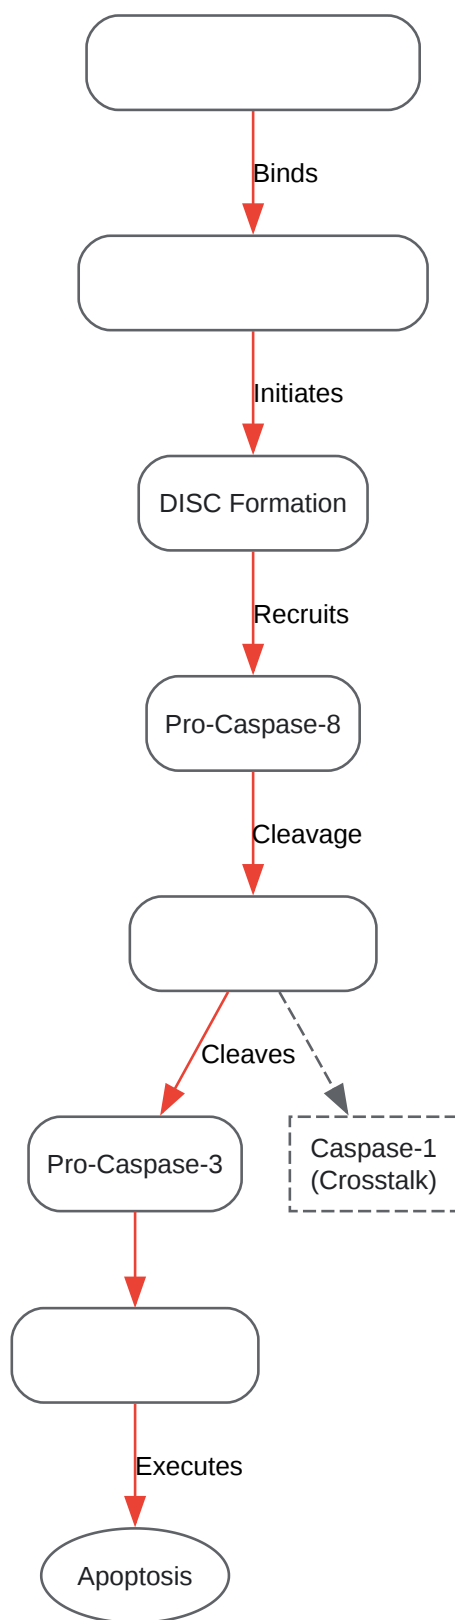 Binds
Initiates
DISC Formation
Recruits
Pro-Caspase-8
Cleavage
Cleaves
Pro-Caspase-3
Caspase-1
(Crosstalk)
Executes
Apoptosis